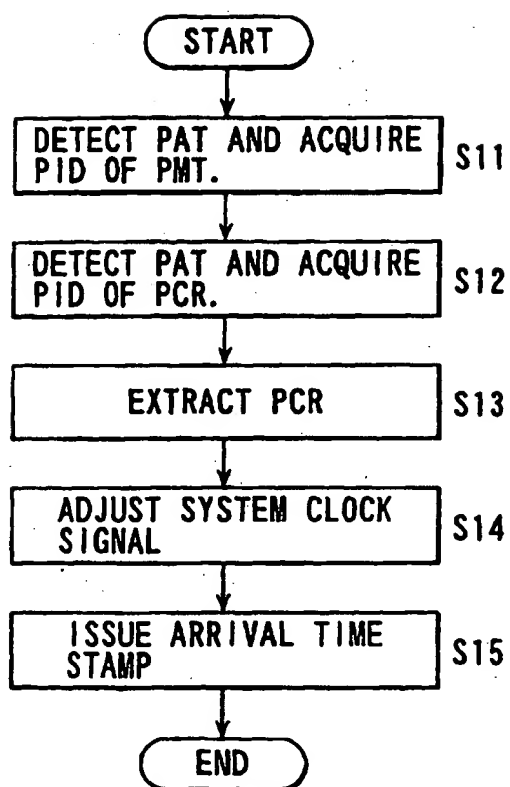 START
DETECT PAT AND ACQUIRE
PID OF PMT.
S11
DETECT PAT AND ACQUIRE
PID OF PCR.
S12
EXTRACT PCR
S13
ADJUST SYSTEM CLOCK
SIGNAL
S14
ISSUE ARRIVAL TIME
STAMP
S15
END